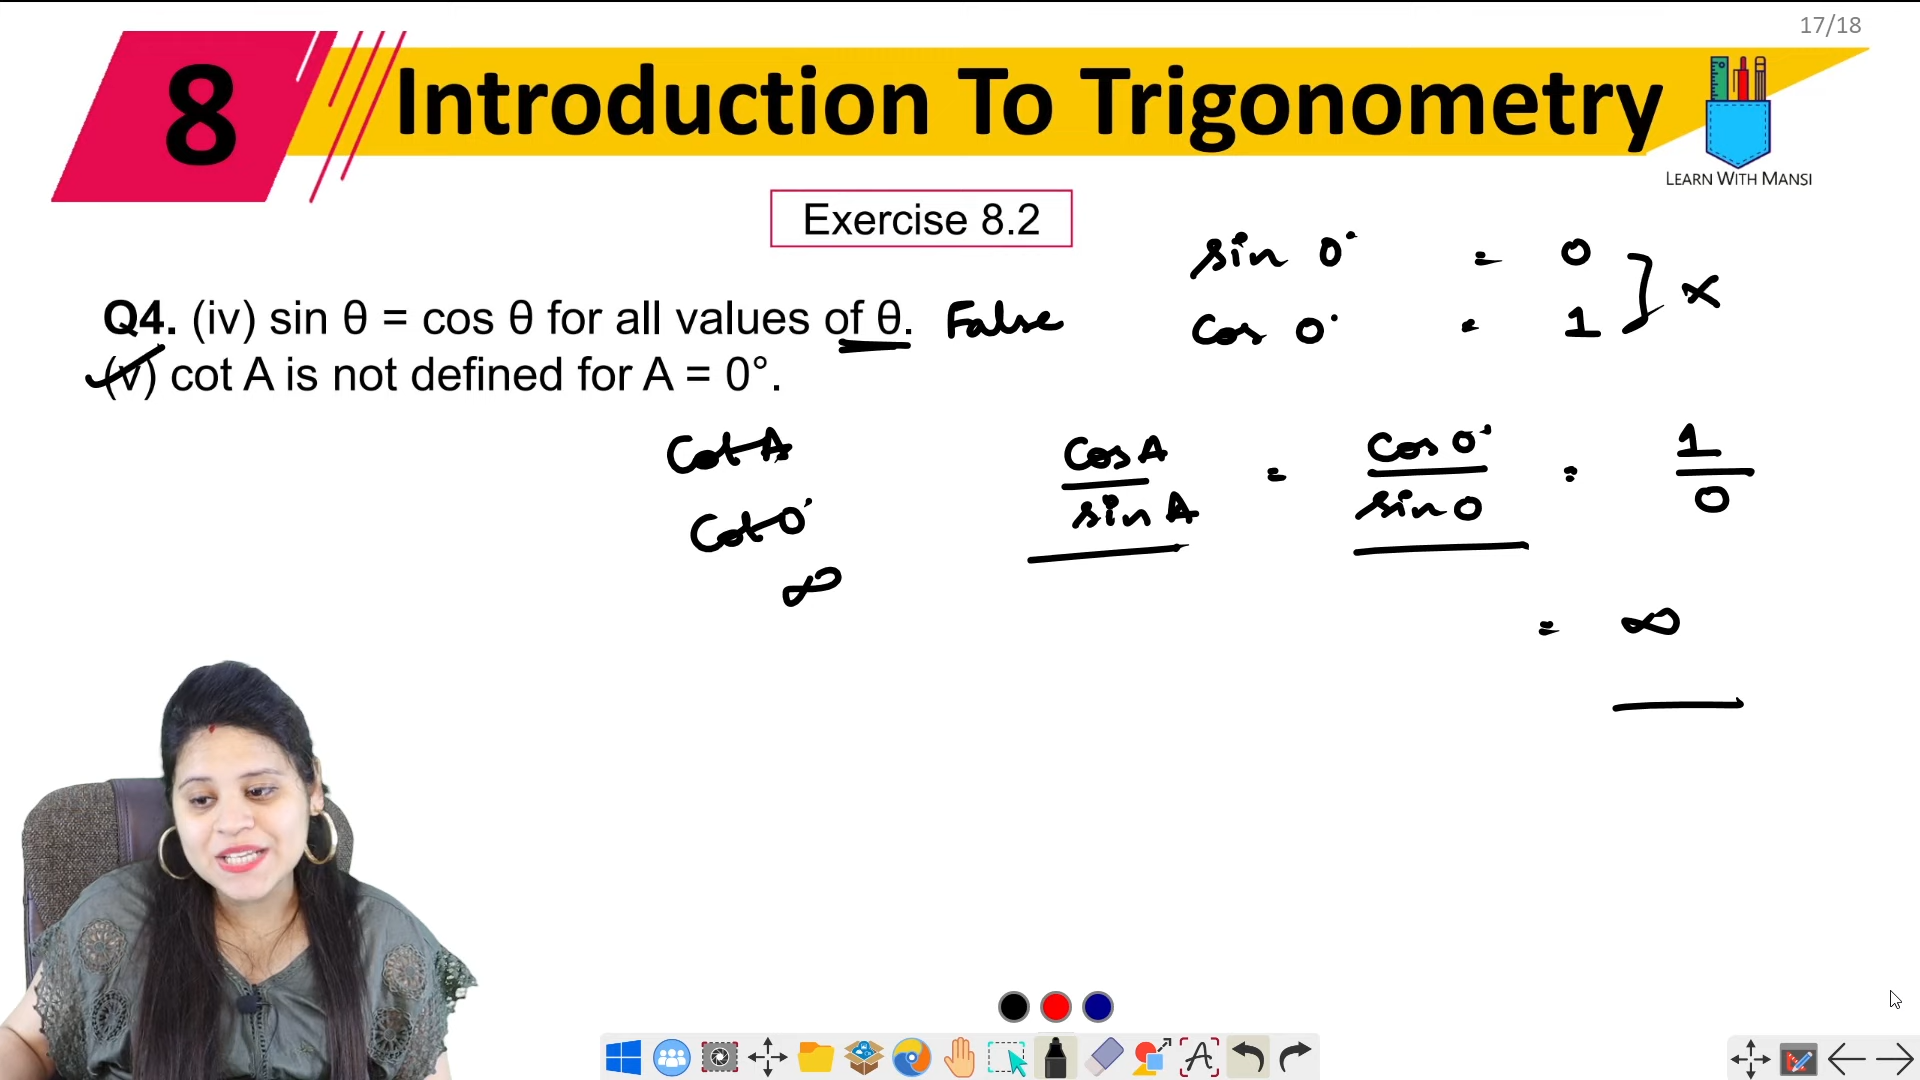 17/18
8 Introduction To Trigonometry
LEARN WITH MANSI
Exercise 8.2
sin 0° = 0
cos 0° = 1
} ×
Q4. (iv) sin θ = cos θ for all values of θ. False
(v) cot A is not defined for A = 0°.
Cot A
Cos A / sin A = Cos 0° / sin 0 = 1 / 0
Cot 0°
∞
= ∞